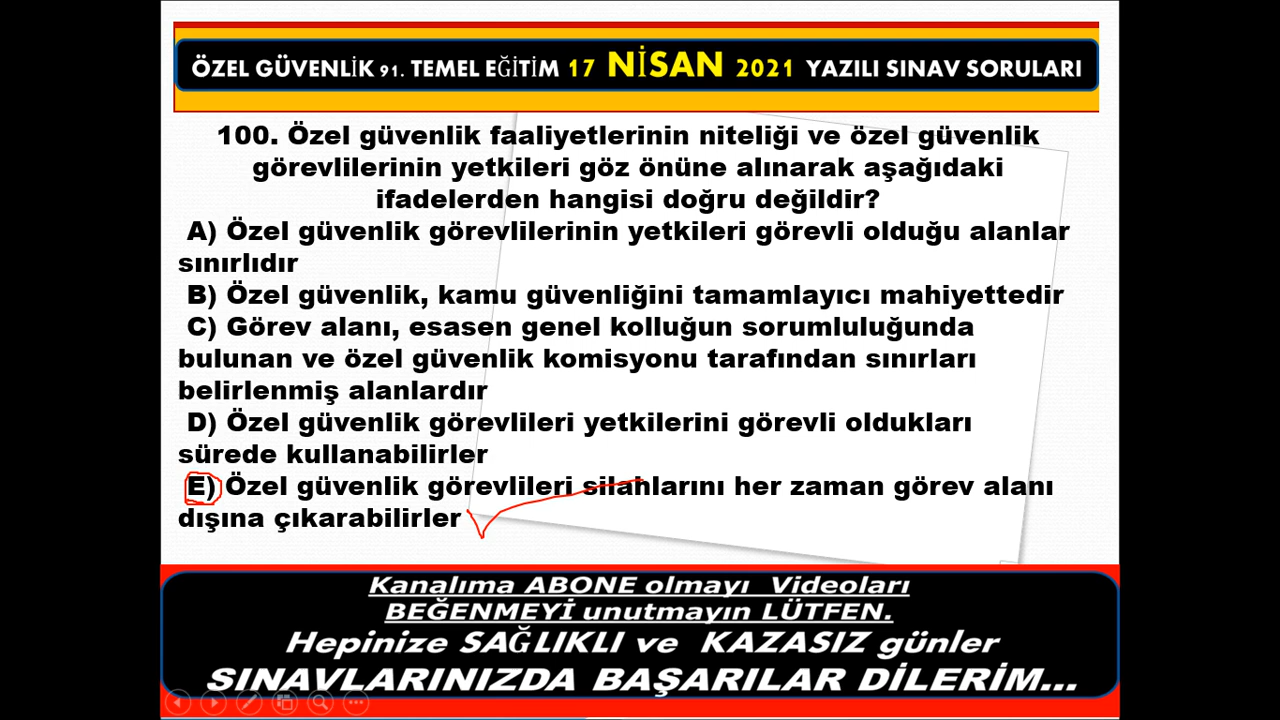 ÖZEL GÜVENLİK 91. TEMEL EĞİTİM 17 NİSAN 2021 YAZILI SINAV SORULARI
100. Özel güvenlik faaliyetlerinin niteliği ve özel güvenlik
görevlilerinin yetkileri göz önüne alınarak aşağıdaki
ifadelerden hangisi doğru değildir?
A) Özel güvenlik görevlilerinin yetkileri görevli olduğu alanlar
sınırlıdır
B) Özel güvenlik, kamu güvenliğini tamamlayıcı mahiyettedir
C) Görev alanı, esasen genel kolluğun sorumluluğunda
bulunan ve özel güvenlik komisyonu tarafından sınırları
belirlenmiş alanlardır
D) Özel güvenlik görevlileri yetkilerini görevli oldukları
sürede kullanabilirler
E) Özel güvenlik görevlileri silahlarını her zaman görev alanı
dışına çıkarabilirler
Kanalıma ABONE olmayı Videoları
BEĞENMEYİ unutmayın LÜTFEN.
Hepinize SAĞLIKLI ve KAZASIZ günler
SINAVLARINIZDA BAŞARILAR DİLERİM...